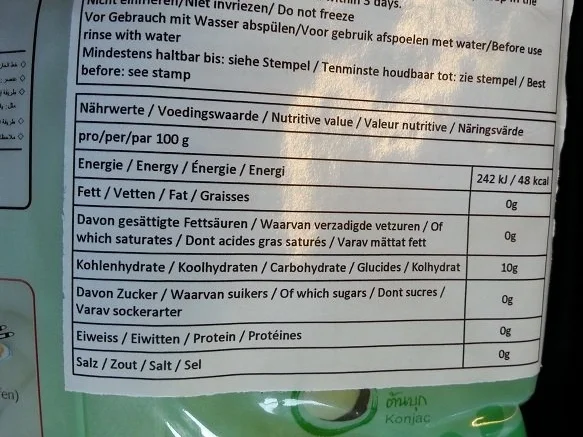 Nicht einfrieren/Niet invriezen/ Do not freeze
Vor Gebrauch mit Wasser abspülen/Voor gebruik afspoelen met water/Before use
rinse with water
Mindestens haltbar bis: siehe Stempel / Tenminste houdbaar tot: zie stempel / Best
before: see stamp
Nährwerte / Voedingswaarde / Nutritive value / Valeur nutritive / Näringsvärde
pro/per/par 100 g
Energie / Energy / Énergie / Energi 242 kJ / 48 kcal
Fett / Vetten / Fat / Graisses 0g
Davon gesättigte Fettsäuren / Waarvan verzadigde vetzuren / Of
which saturates / Dont acides gras saturés / Varav mättat fett 0g
Kohlenhydrate / Koolhydraten / Carbohydrate / Glucides / Kolhydrat 10g
Davon Zucker / Waarvan suikers / Of which sugars / Dont sucres /
Varav sockerarter 0g
Eiweiss / Eiwitten / Protein / Protéines 0g
Salz / Zout / Salt / Sel 0g
ต้นบุก
Konjac